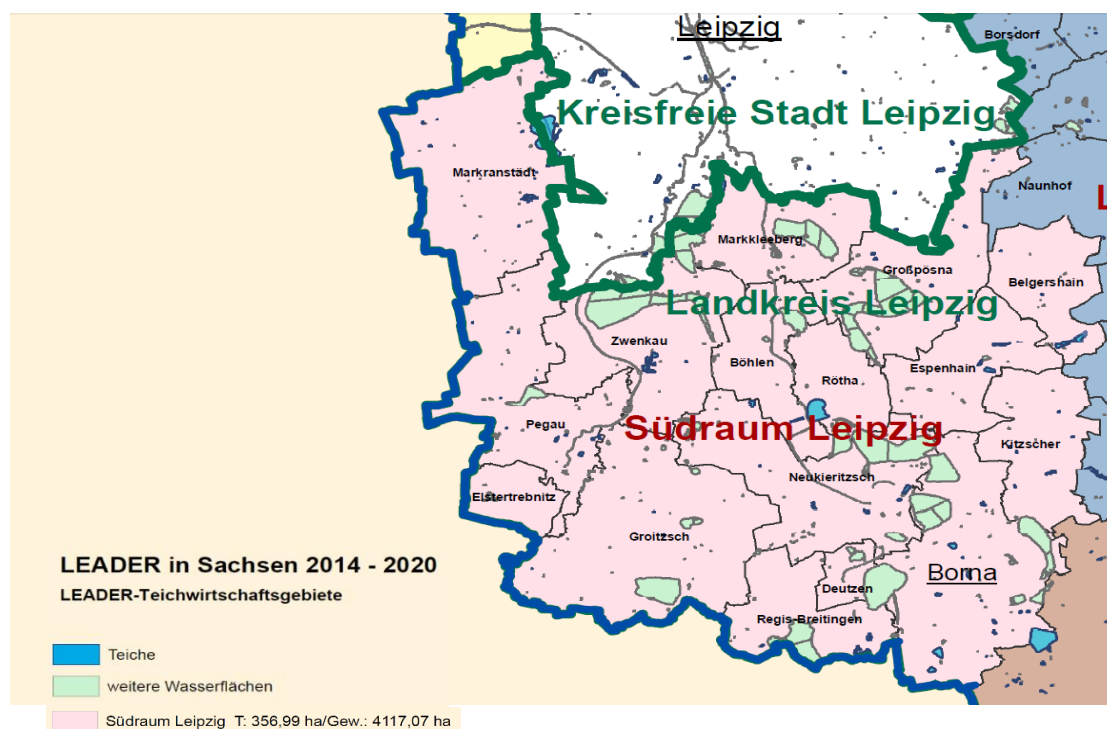 Leipzig
Borsdorf
Kreisfreie Stadt Leipzig
Markranstädt
Naunhof
L
Markkleeberg
Großpösna
Belgershain
Landkreis Leipzig
Zwenkau
Böhlen
Espenhain
Rötha
Pegau
Südraum Leipzig
Kitzscher
Neukieritzsch
Elstertrebnitz
Groitzsch
Borna
Deutzen
Regis-Breitingen
LEADER in Sachsen 2014 - 2020
LEADER-Teichwirtschaftsgebiete
Teiche
weitere Wasserflächen
Südraum Leipzig T: 356,99 ha/Gew.: 4117,07 ha